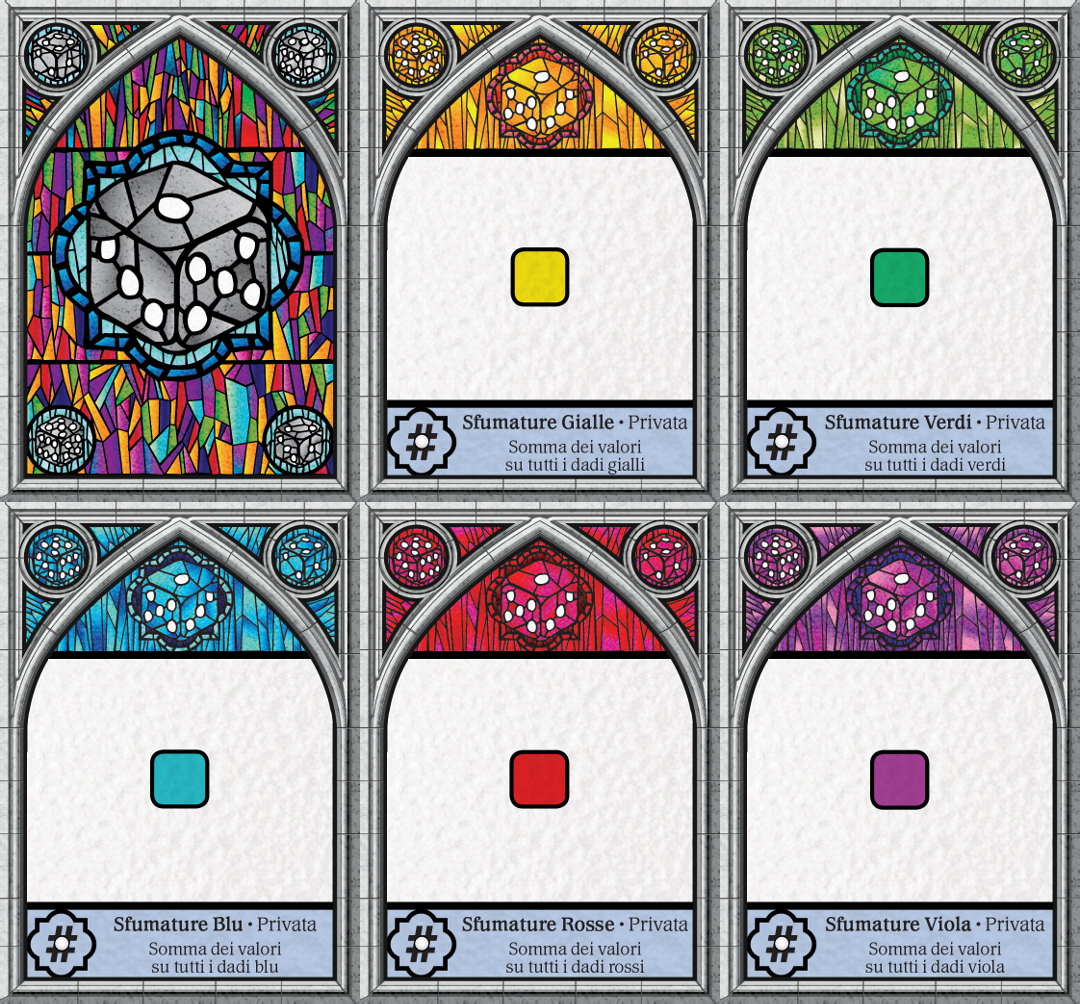 Sfumature Gialle • Privata
#
Somma dei valori
su tutti i dadi gialli
Sfumature Verdi • Privata
#
Somma dei valori
su tutti i dadi verdi
Sfumature Blu • Privata
#
Somma dei valori
su tutti i dadi blu
Sfumature Rosse • Privata
#
Somma dei valori
su tutti i dadi rossi
Sfumature Viola • Privata
#
Somma dei valori
su tutti i dadi viola